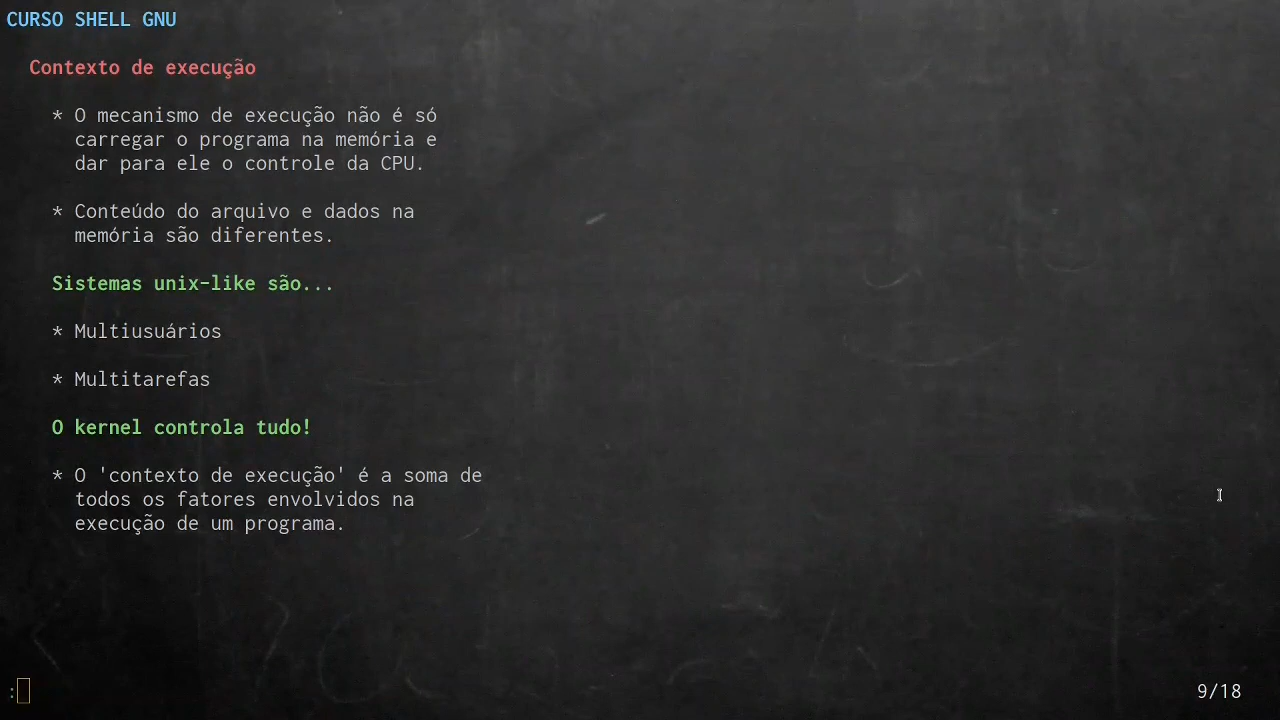 CURSO SHELL GNU
Contexto de execução
* O mecanismo de execução não é só
carregar o programa na memória e
dar para ele o controle da CPU.
* Conteúdo do arquivo e dados na
memória são diferentes.
Sistemas unix-like são...
* Multiusuários
* Multitarefas
O kernel controla tudo!
* O 'contexto de execução' é a soma de
todos os fatores envolvidos na
execução de um programa.
:
9/18